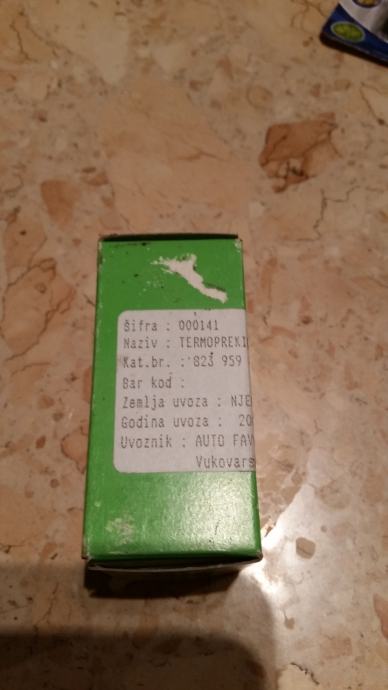 Šifra : 000141
Naziv : TERMOPREKI
Kat.br. : 823 959
Bar kod :
Zemlja uvoza : NJE
Godina uvoza : 20
Uvoznik : AUTO FAV
Vukovars